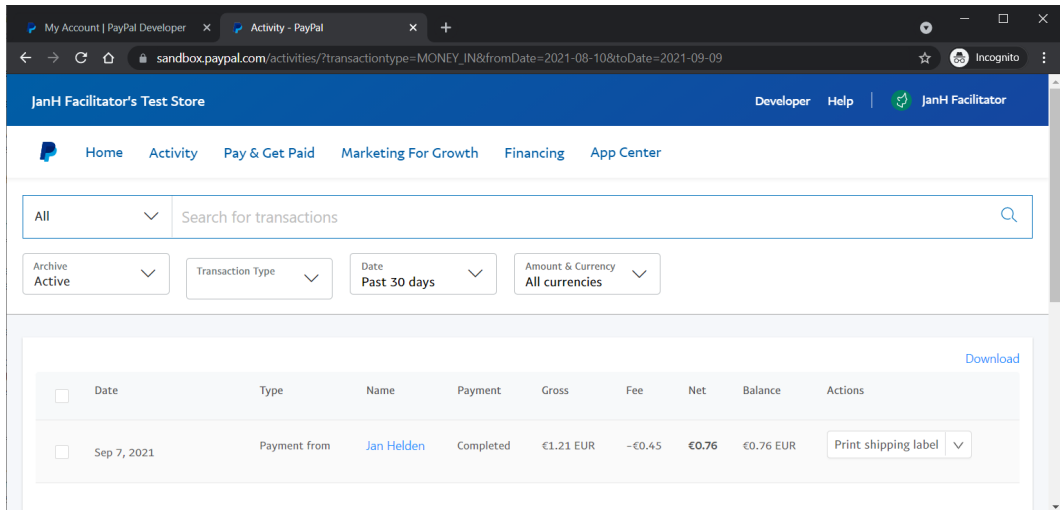 My Account | PayPal Developer
Activity - PayPal
sandbox.paypal.com/activities/?transactiontype=MONEY_IN&fromDate=2021-08-10&toDate=2021-09-09
Incognito
JanH Facilitator's Test Store
Developer Help JanH Facilitator
Home Activity Pay & Get Paid Marketing For Growth Financing App Center
All Search for transactions
Archive
Active
Transaction Type
Date
Past 30 days
Amount & Currency
All currencies
Download
Date Type Name Payment Gross Fee Net Balance Actions
Sep 7, 2021 Payment from Jan Helden Completed €1.21 EUR -€0.45 €0.76 €0.76 EUR Print shipping label